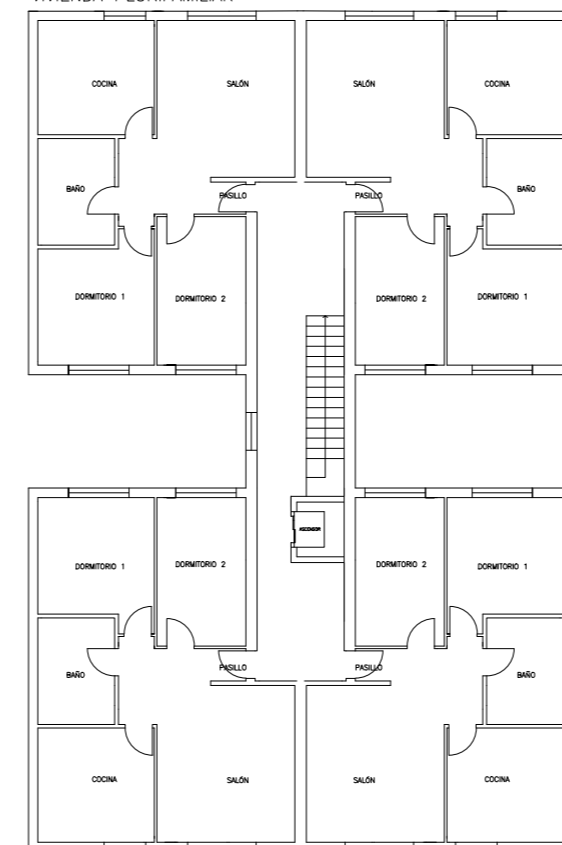 VIVIENDA PLURIFAMILIAR
COCINA SALÓN SALÓN COCINA
BAÑO PASILLO PASILLO BAÑO
DORMITORIO 1 DORMITORIO 2 DORMITORIO 2 DORMITORIO 1
ASCENSOR
DORMITORIO 1 DORMITORIO 2 DORMITORIO 2 DORMITORIO 1
BAÑO PASILLO PASILLO BAÑO
COCINA SALÓN SALÓN COCINA